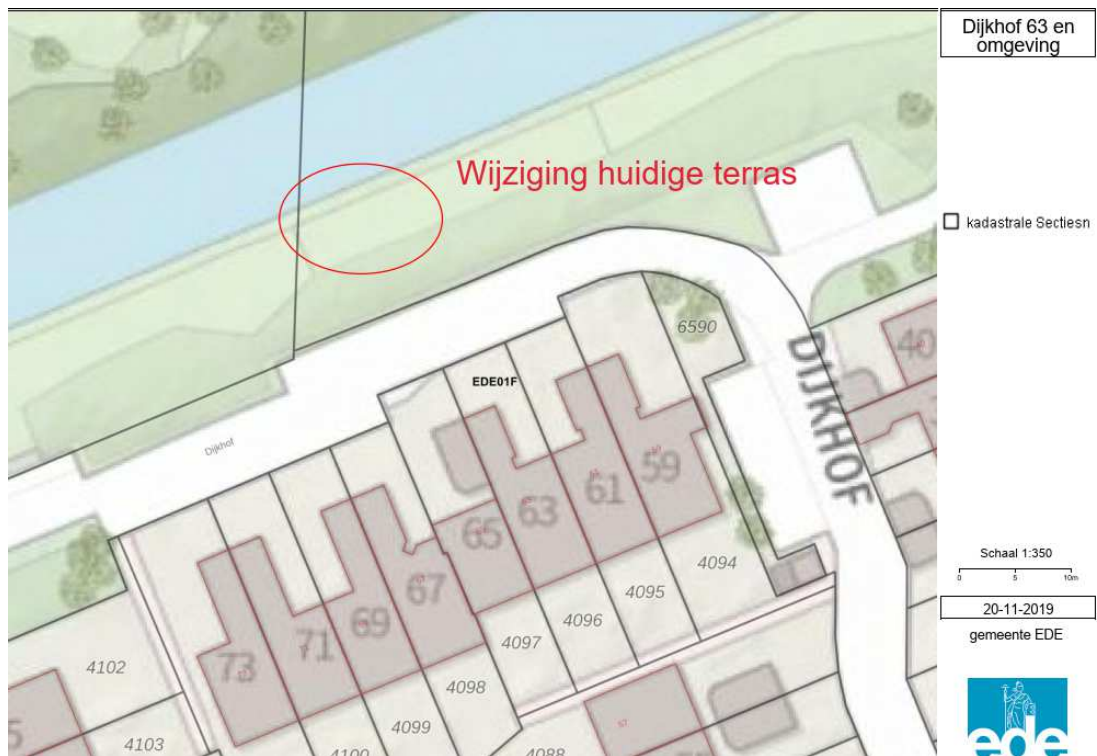 Dijkhof 63 en
omgeving
Wijziging huidige terras
kadastrale Sectiesn
6590
40
EDE01F
DIJKHOF
Dijkhof
59
61
63
65
67
69
71
73
4094
4095
4096
4097
4098
4099
4100
4102
4103
4088
57
Schaal 1:350
0 5 10m
20-11-2019
gemeente EDE
ede